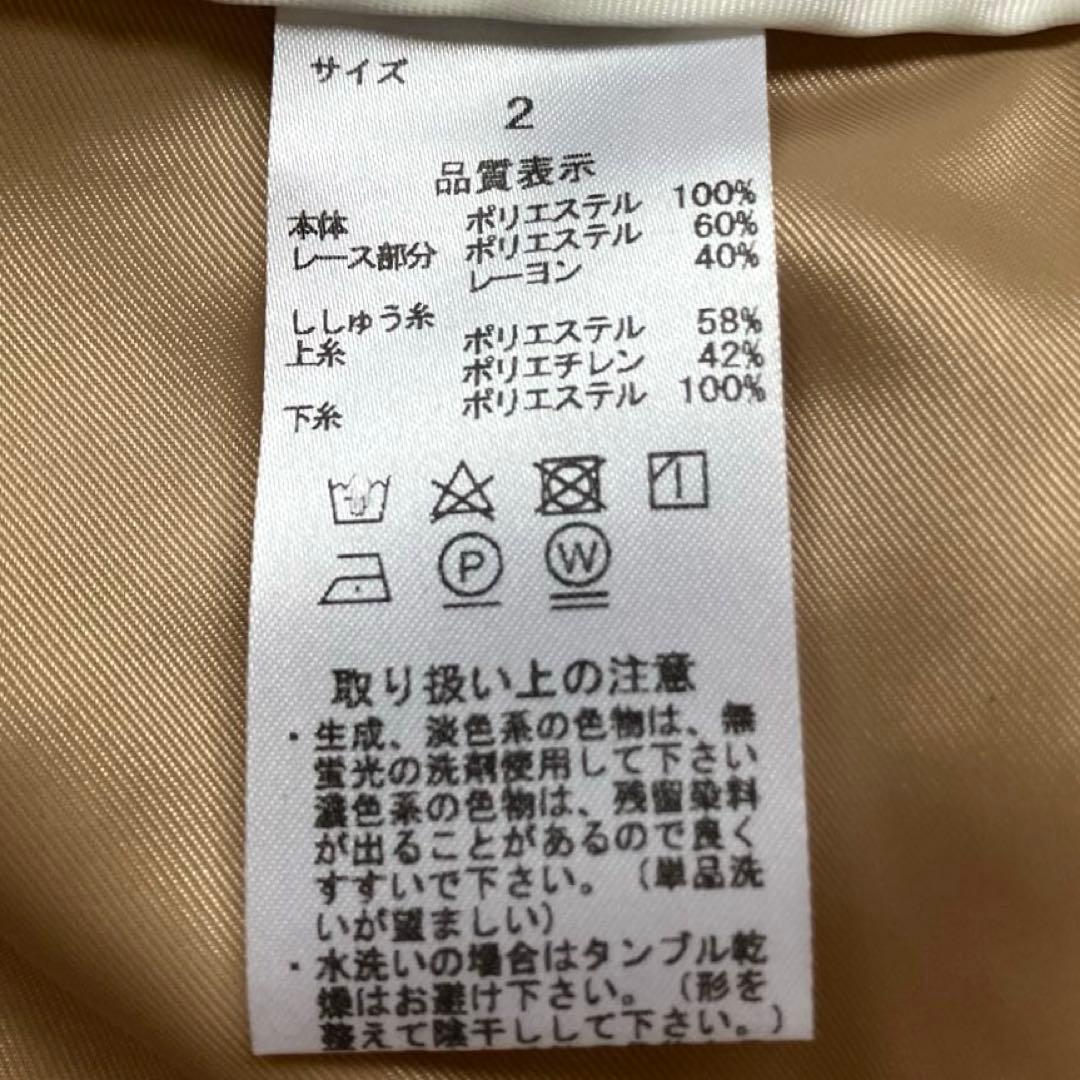 サイズ
2
品質表示
本体 ポリエステル 100%
レース部分 ポリエステル 60%
レーヨン 40%
ししゅう糸
上糸 ポリエステル 58%
ポリエチレン 42%
下糸 ポリエステル 100%
P W
取り扱い上の注意
・生成、淡色系の色物は、無
蛍光の洗剤使用して下さい
濃色系の色物は、残留染料
が出ることがあるので良く
すすいで下さい。(単品洗
いが望ましい)
・水洗いの場合はタンブル乾
燥はお避け下さい。(形を
整えて陰干しして下さい。)